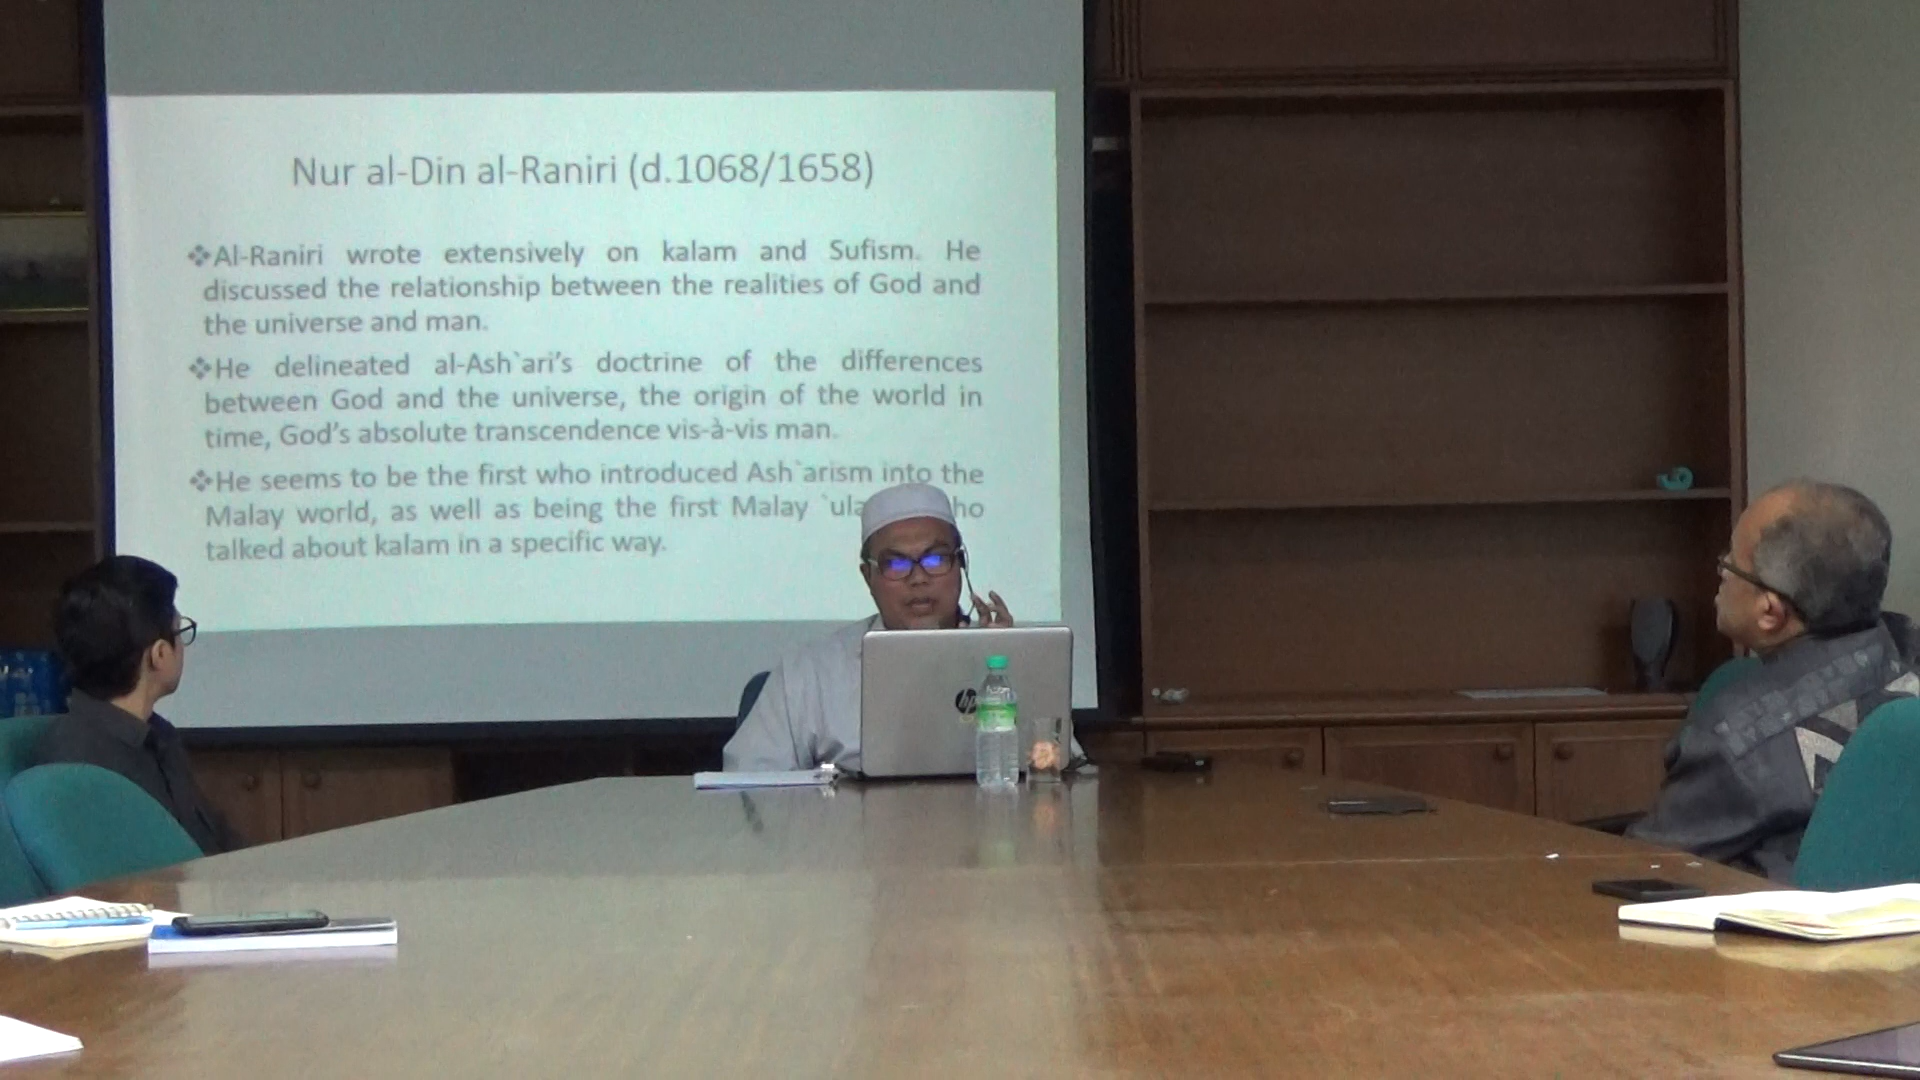 Nur al-Din al-Raniri (d.1068/1658)
❖Al-Raniri wrote extensively on kalam and Sufism. He
discussed the relationship between the realities of God and
the universe and man.
❖He delineated al-Ash`ari’s doctrine of the differences
between God and the universe, the origin of the world in
time, God’s absolute transcendence vis-à-vis man.
❖He seems to be the first who introduced Ash`arism into the
Malay world, as well as being the first Malay
talked about kalam in a specific way.
hp